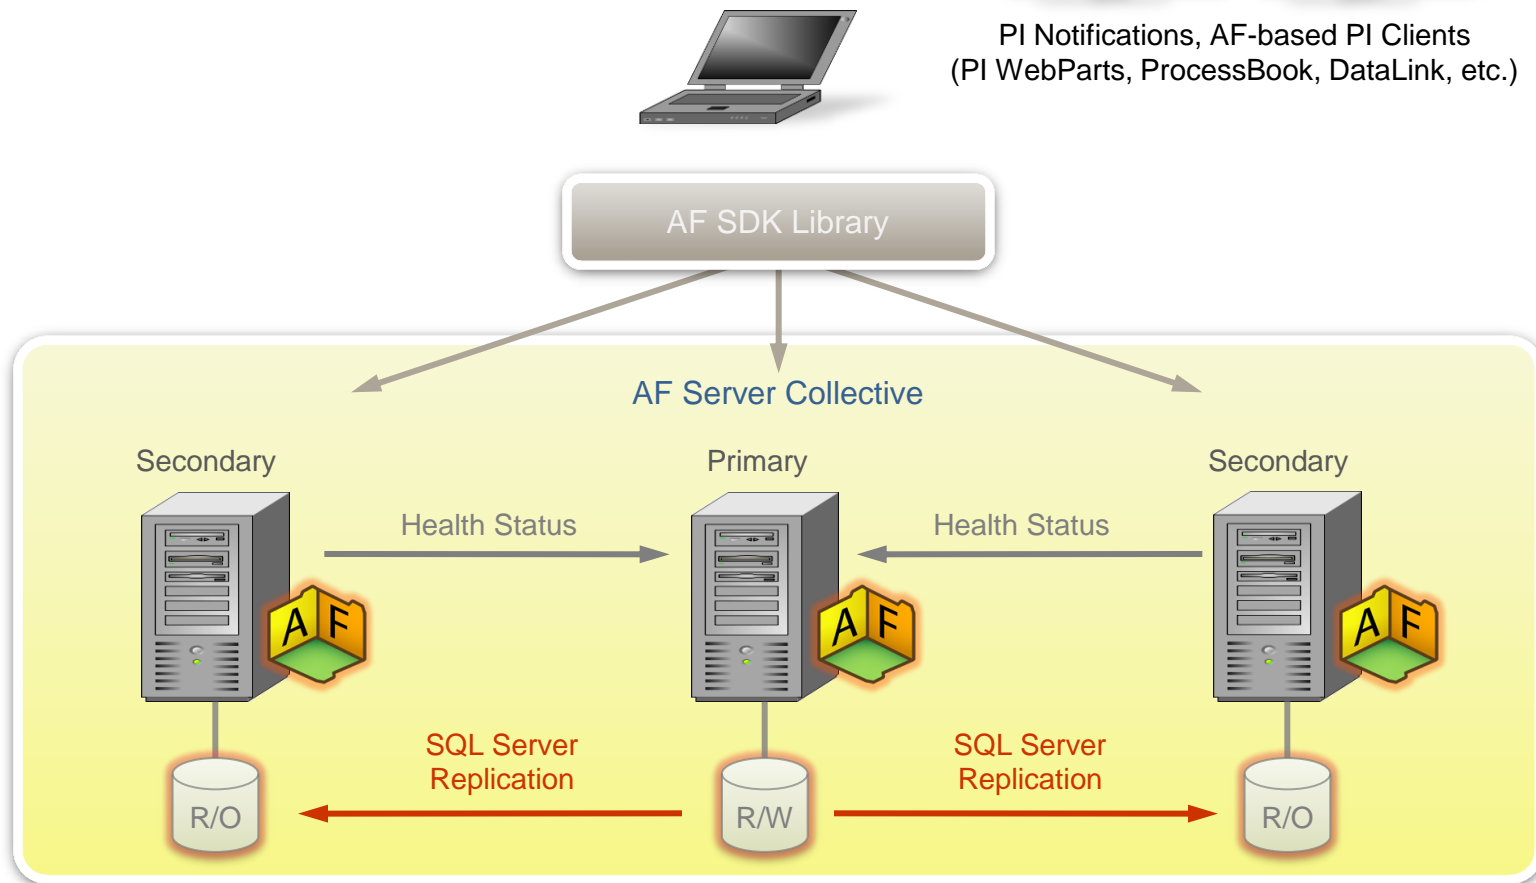 PI Notifications, AF-based PI Clients
(PI WebParts, ProcessBook, DataLink, etc.)
AF SDK Library
AF Server Collective
Secondary
Primary
Secondary
Health Status
Health Status
AF
AF
AF
SQL Server
Replication
SQL Server
Replication
R/O
R/W
R/O